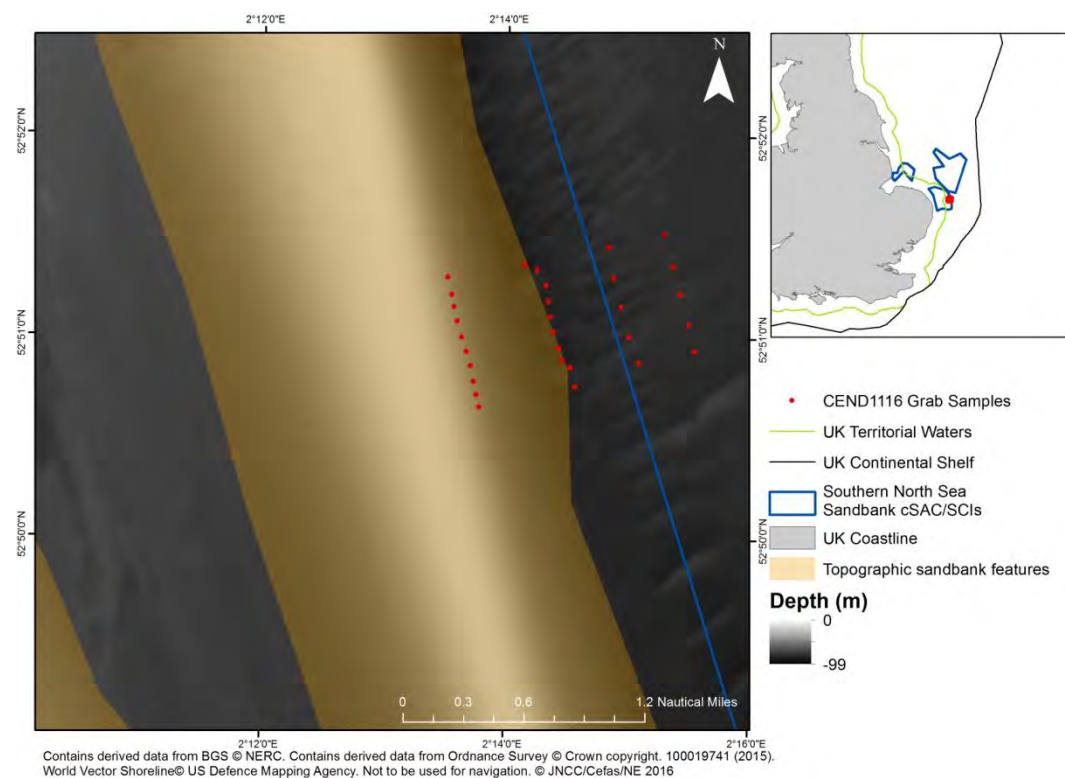 2°12'0"E
2°14'0"E
N
52°52'0"N
52°52'0"N
52°51'0"N
52°51'0"N
52°50'0"N
52°50'0"N
0 0.3 0.6 1.2 Nautical Miles
2°12'0"E
2°14'0"E
2°16'0"E
CEND1116 Grab Samples
UK Territorial Waters
UK Continental Shelf
Southern North Sea
Sandbank cSAC/SCIs
UK Coastline
Topographic sandbank features
Depth (m)
0
-99
Contains derived data from BGS © NERC. Contains derived data from Ordnance Survey © Crown copyright. 100019741 (2015).
World Vector Shoreline© US Defence Mapping Agency. Not to be used for navigation. © JNCC/Cefas/NE 2016